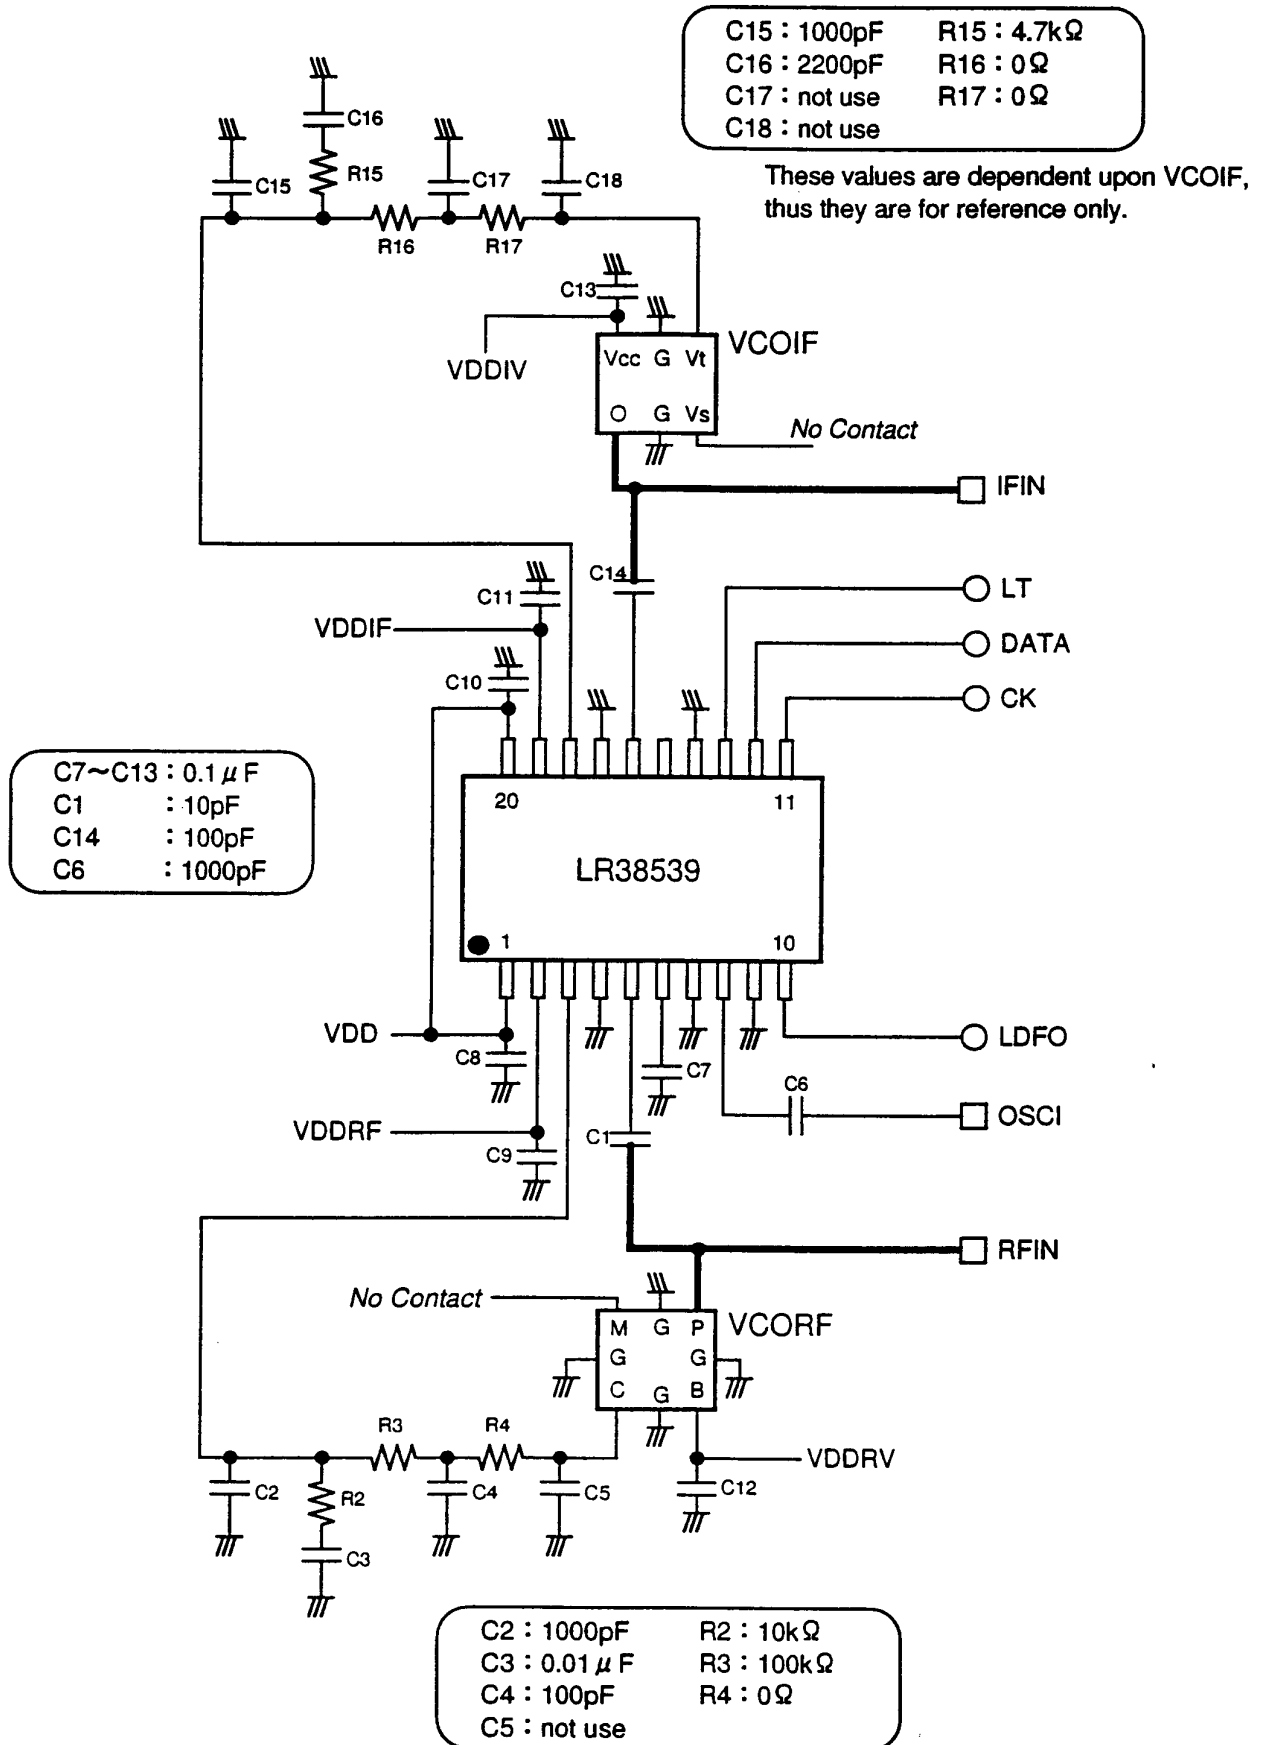 C15 : 1000pF R15 : 4.7kΩ
C16 : 2200pF R16 : 0Ω
C17 : not use R17 : 0Ω
C18 : not use
These values are dependent upon VCOIF,
thus they are for reference only.
C16
R15
C15
C17
C18
R16
R17
C13
VDDIV
Vcc G Vt
VCOIF
O G Vs
No Contact
IFIN
C14
C11
LT
VDDIF
DATA
C10
CK
C7~C13 : 0.1 μ F
C1 : 10pF
C14 : 100pF
C6 : 1000pF
20
11
LR38539
1
10
VDD
C8
C7
LDFO
C6
OSCI
VDDRF
C9
C1
RFIN
No Contact
M G P
VCORF
G G
C G B
R3
R4
VDDRV
C2
R2
C4
C5
C12
C3
C2 : 1000pF R2 : 10kΩ
C3 : 0.01 μ F R3 : 100kΩ
C4 : 100pF R4 : 0Ω
C5 : not use